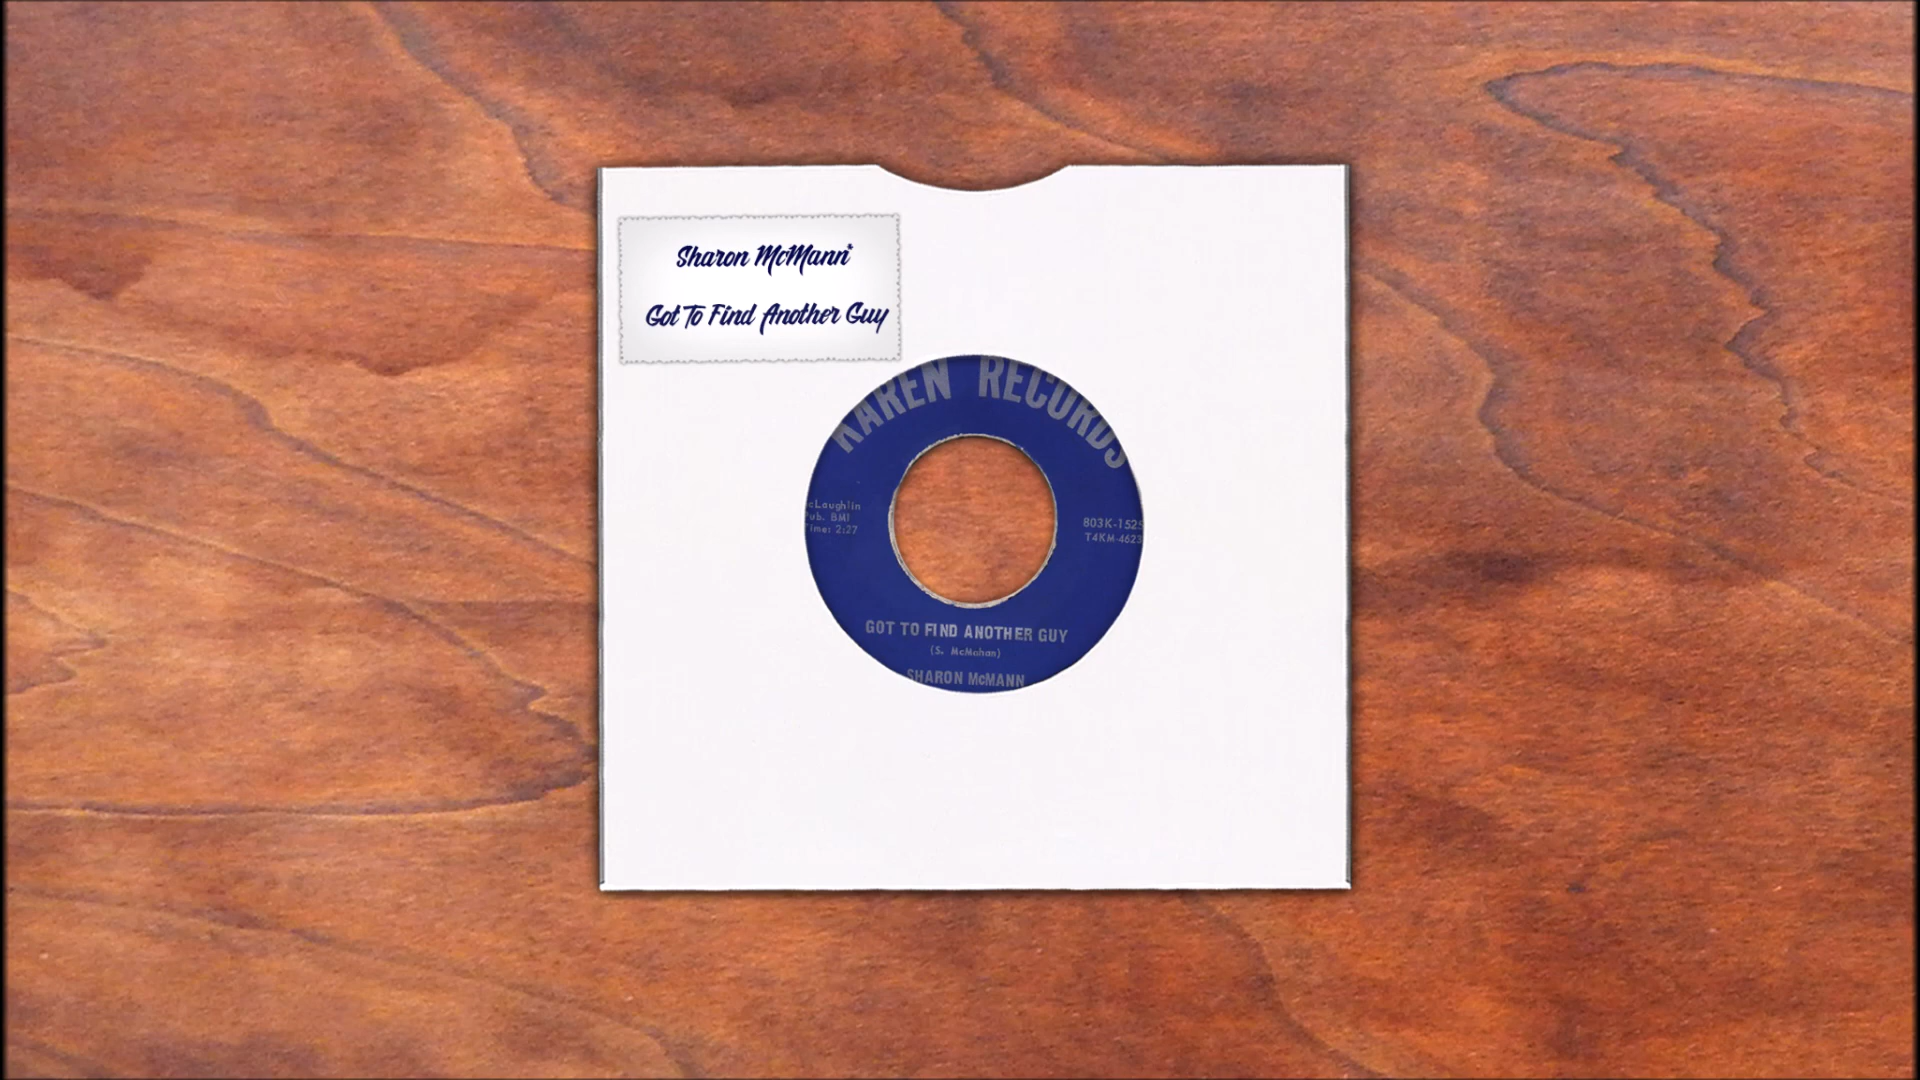 Sharon McMann*
Got To Find Another Guy
KAREN RECORDS
cLaughlin
Pub. BMI
Time: 2:27
803K-1525
T4KM-4623
GOT TO FIND ANOTHER GUY
(S. McMahan)
SHARON McMANN